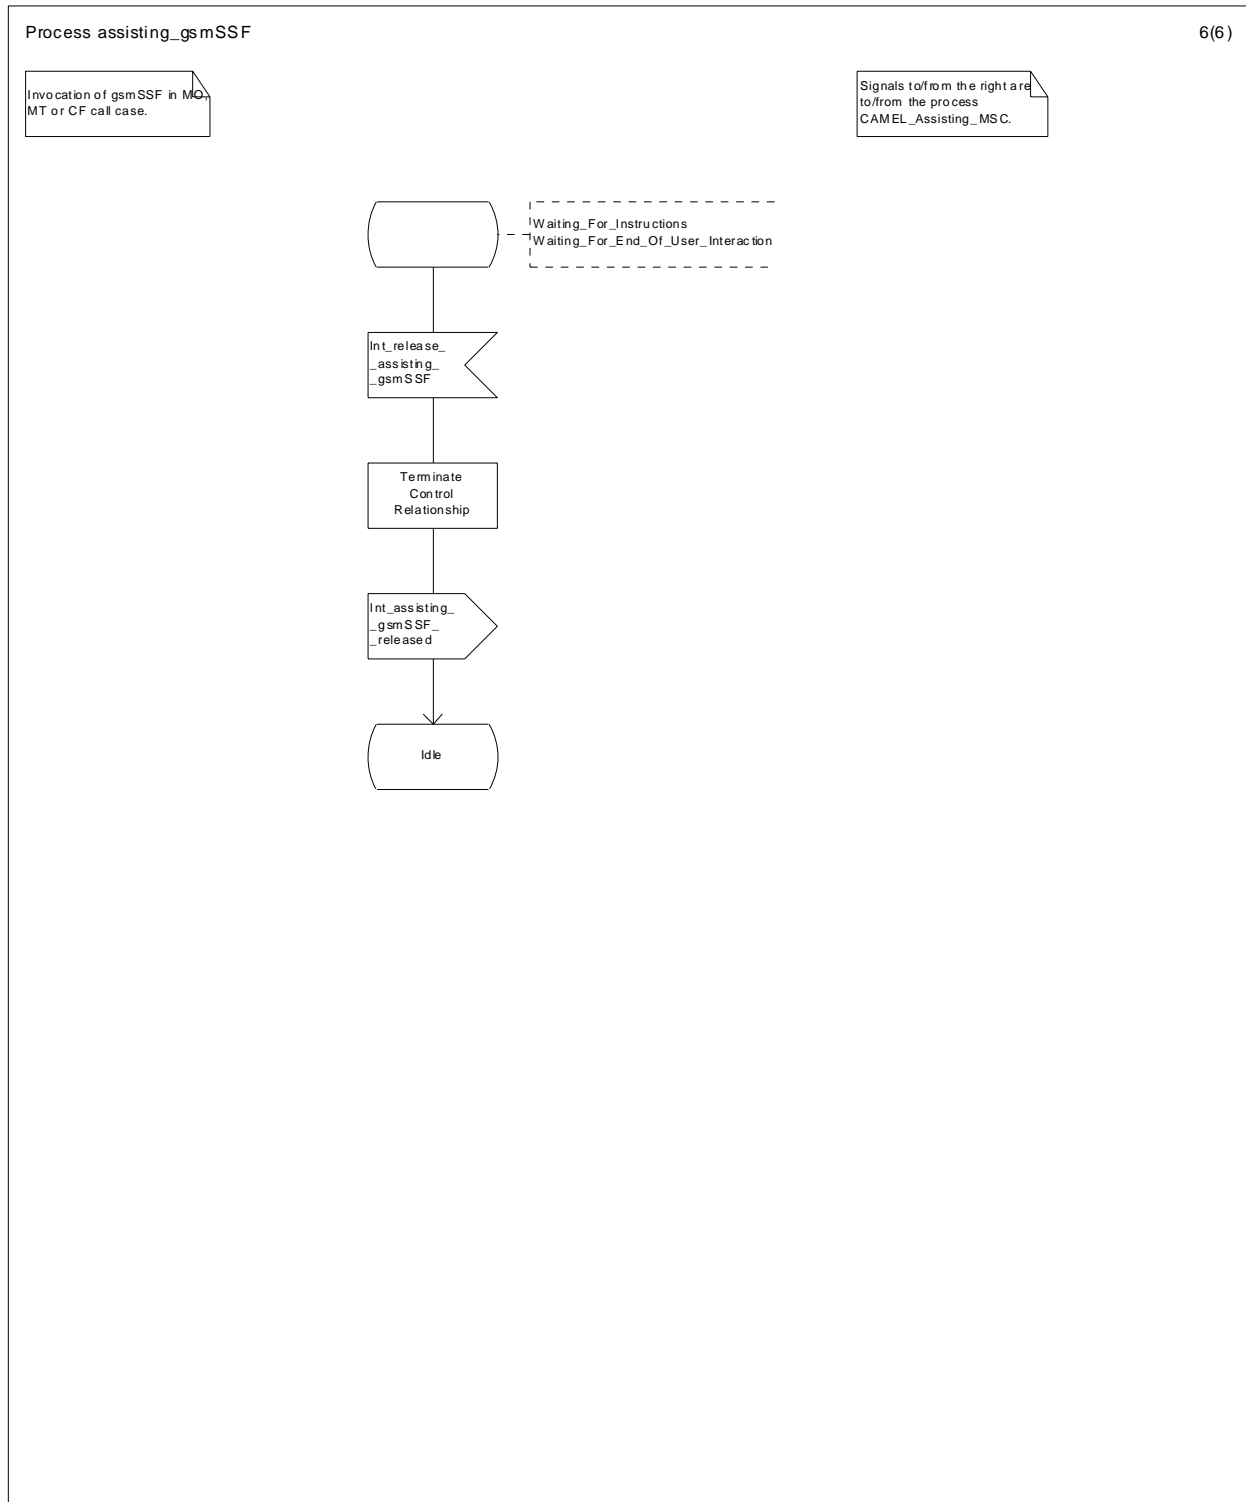 Process assisting_gsmSSF
6(6)
Invocation of gsmSSF in MO,
MT or CF call case.
Signals to/from the right are
to/from the process
CAMEL_Assisting_MSC.
Waiting_For_Instructions
Waiting_For_End_Of_User_Interaction
Int_release_
_assisting_
_gsmSSF
Terminate
Control
Relationship
Int_assisting_
_gsmSSF_
_released
Idle